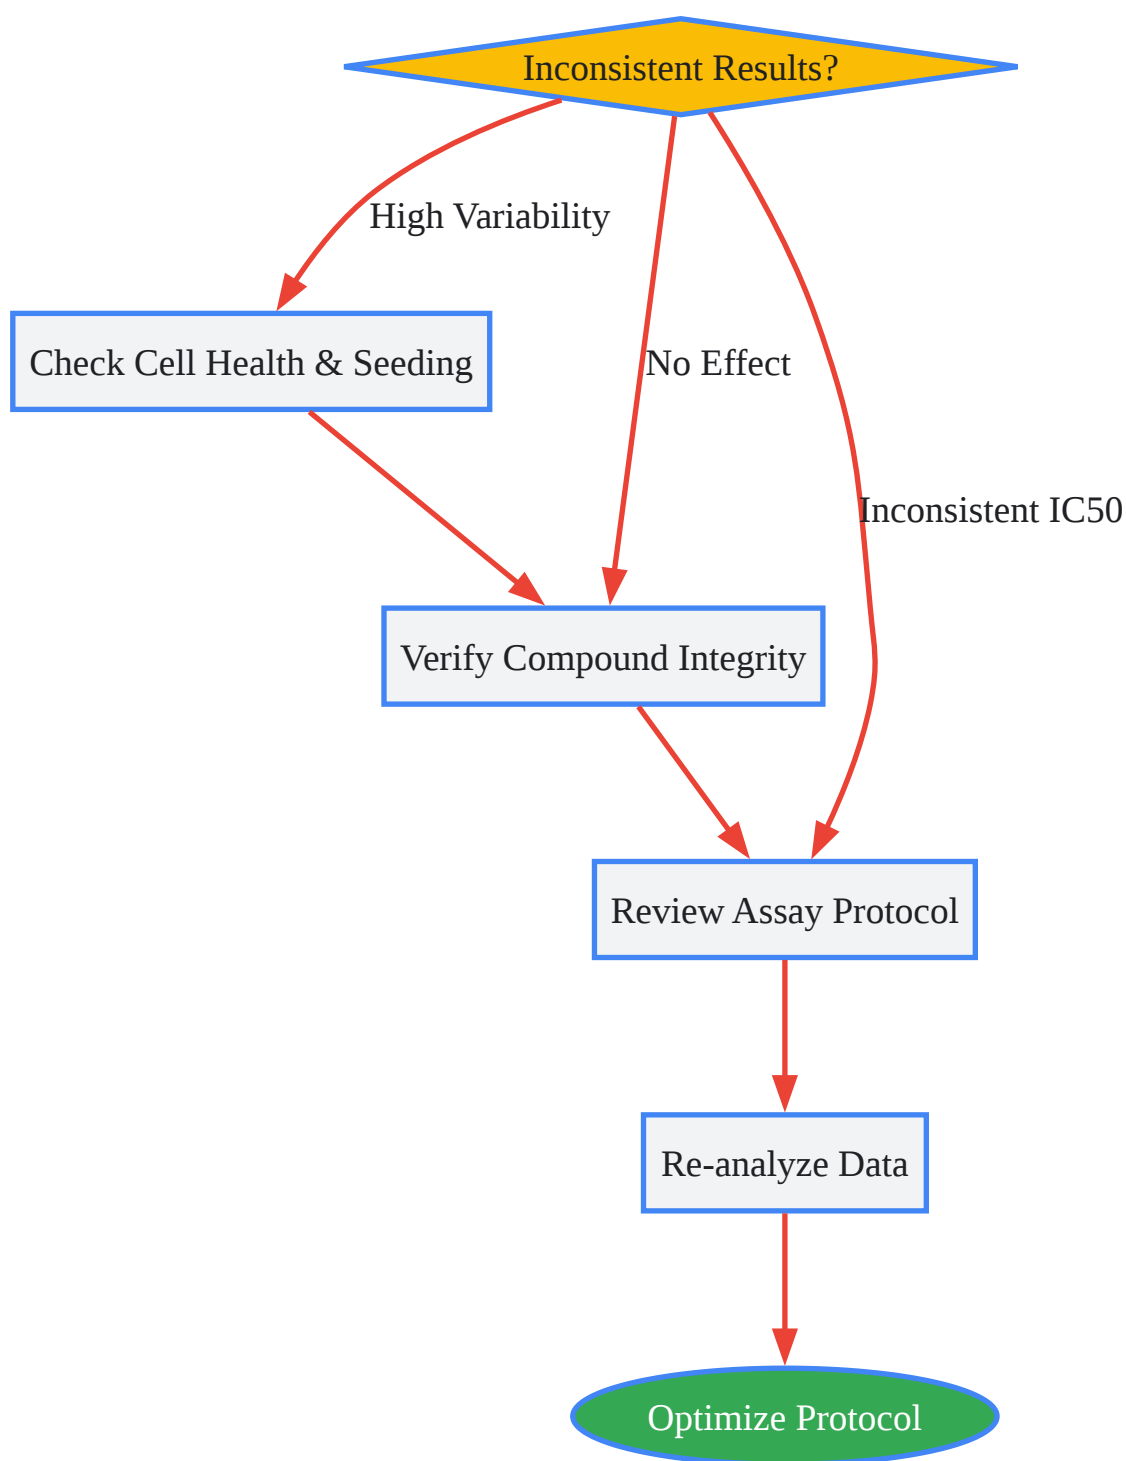 Inconsistent Results?
High Variability
Check Cell Health & Seeding
No Effect
Inconsistent IC50
Verify Compound Integrity
Review Assay Protocol
Re-analyze Data
Optimize Protocol